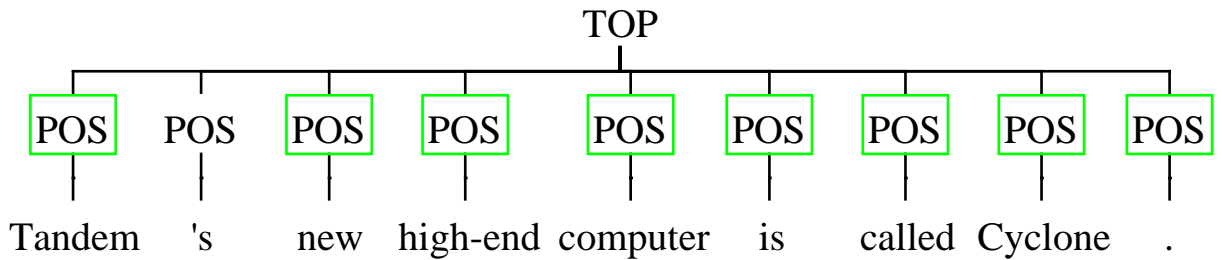 TOP
POS POS POS POS POS POS POS POS POS
Tandem 's new high-end computer is called Cyclone .